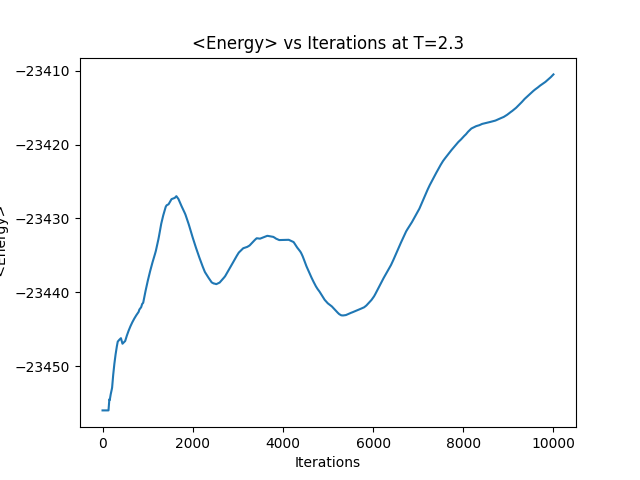 <Energy> vs Iterations at T=2.3
−23410
−23420
−23430
−23440
−23450
<Energy>
0 2000 4000 6000 8000 10000
Iterations